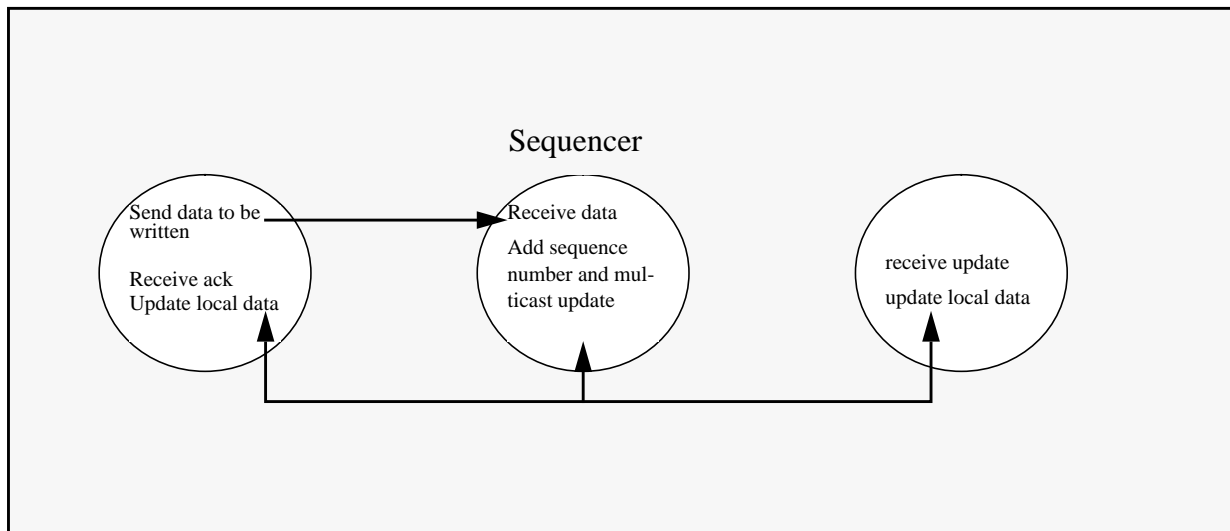 Sequencer
Send data to be
written
Receive ack
Update local data
Receive data
Add sequence
number and mul-
ticast update
receive update
update local data